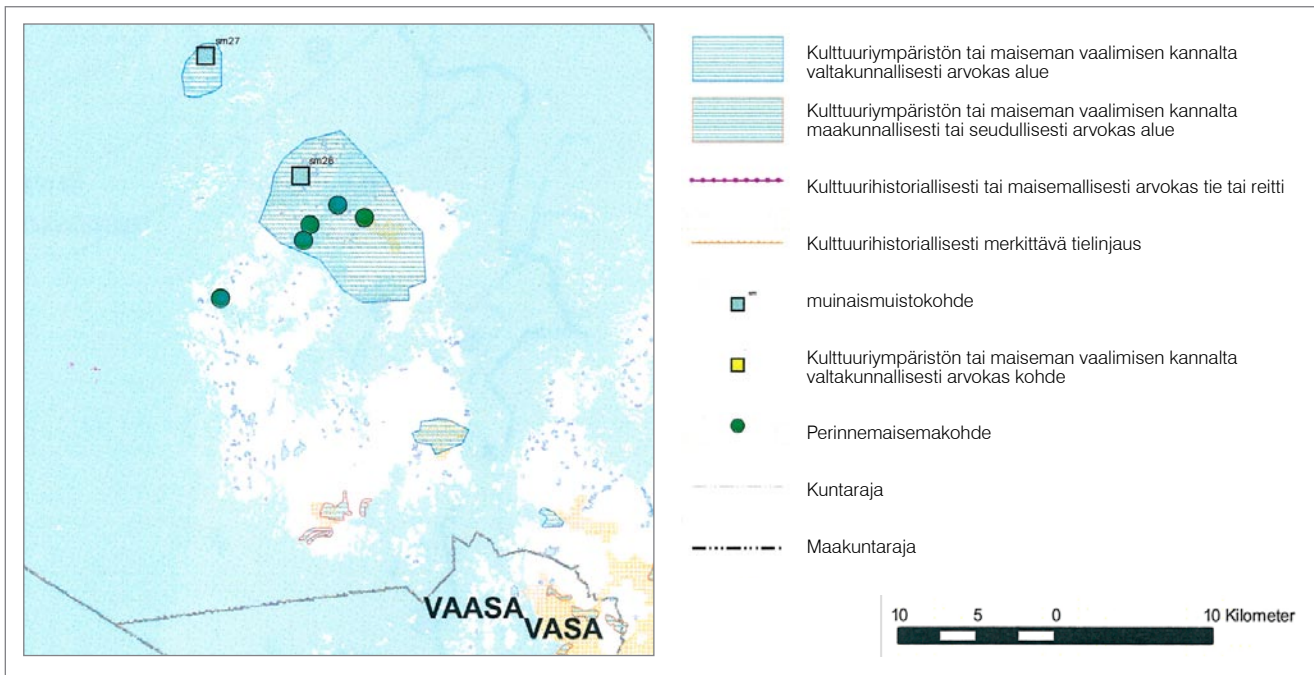 sm27
sm26
VAASA
VASA
Kulttuuriympäristön tai maiseman vaalimisen kannalta
valtakunnallisesti arvokas alue
Kulttuuriympäristön tai maiseman vaalimisen kannalta
maakunnallisesti tai seudullisesti arvokas alue
Kulttuurihistoriallisesti tai maisemallisesti arvokas tie tai reitti
Kulttuurihistoriallisesti merkittävä tielinjaus
sm
muinaismuistokohde
Kulttuuriympäristön tai maiseman vaalimisen kannalta
valtakunnallisesti arvokas kohde
Perinnemaisemakohde
Kuntaraja
Maakuntaraja
10 5 0 10 Kilometer